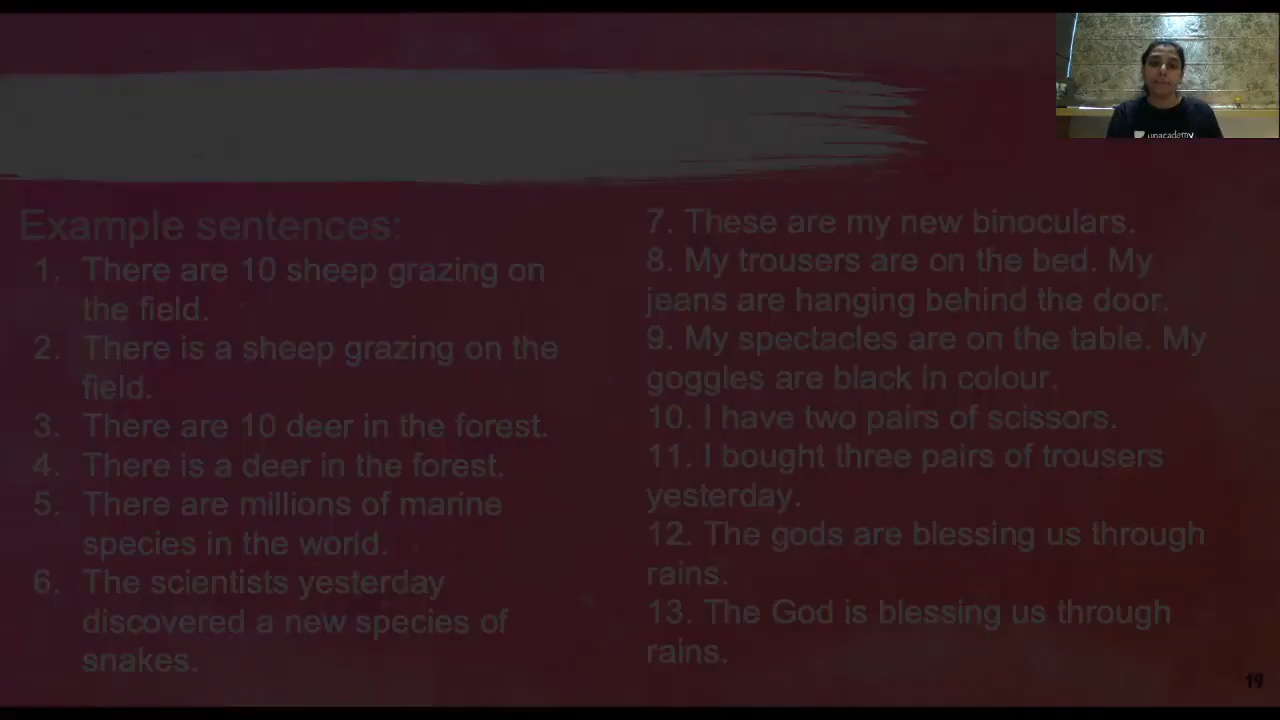 unacademy
Example sentences:
1. There are 10 sheep grazing on
the field.
2. There is a sheep grazing on the
field.
3. There are 10 deer in the forest.
4. There is a deer in the forest.
5. There are millions of marine
species in the world.
6. The scientists yesterday
discovered a new species of
snakes.
7. These are my new binoculars.
8. My trousers are on the bed. My
jeans are hanging behind the door.
9. My spectacles are on the table. My
goggles are black in colour.
10. I have two pairs of scissors.
11. I bought three pairs of trousers
yesterday.
12. The gods are blessing us through
rains.
13. The God is blessing us through
rains.
19